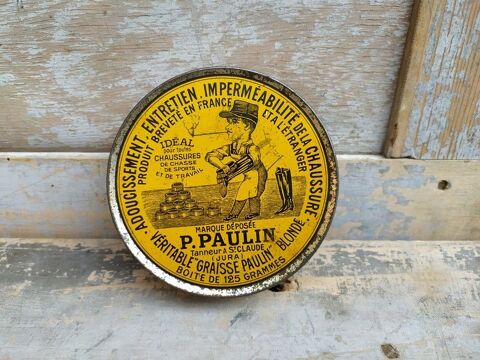 ADOUCISSEMENT, ENTRETIEN, IMPERMÉABILITÉ DE LA CHAUSSURE
PRODUIT BREVETÉ EN FRANCE ET A L'ÉTRANGER
IDÉAL
pour toutes
CHAUSSURES
DE CHASSE
DE SPORTS
ET DE TRAVAIL
MARQUE DÉPOSÉE
P. PAULIN
Tanneur à St CLAUDE
(JURA)
VÉRITABLE "GRAISSE PAULIN" BLONDE
BOITE DE 125 GRAMMES